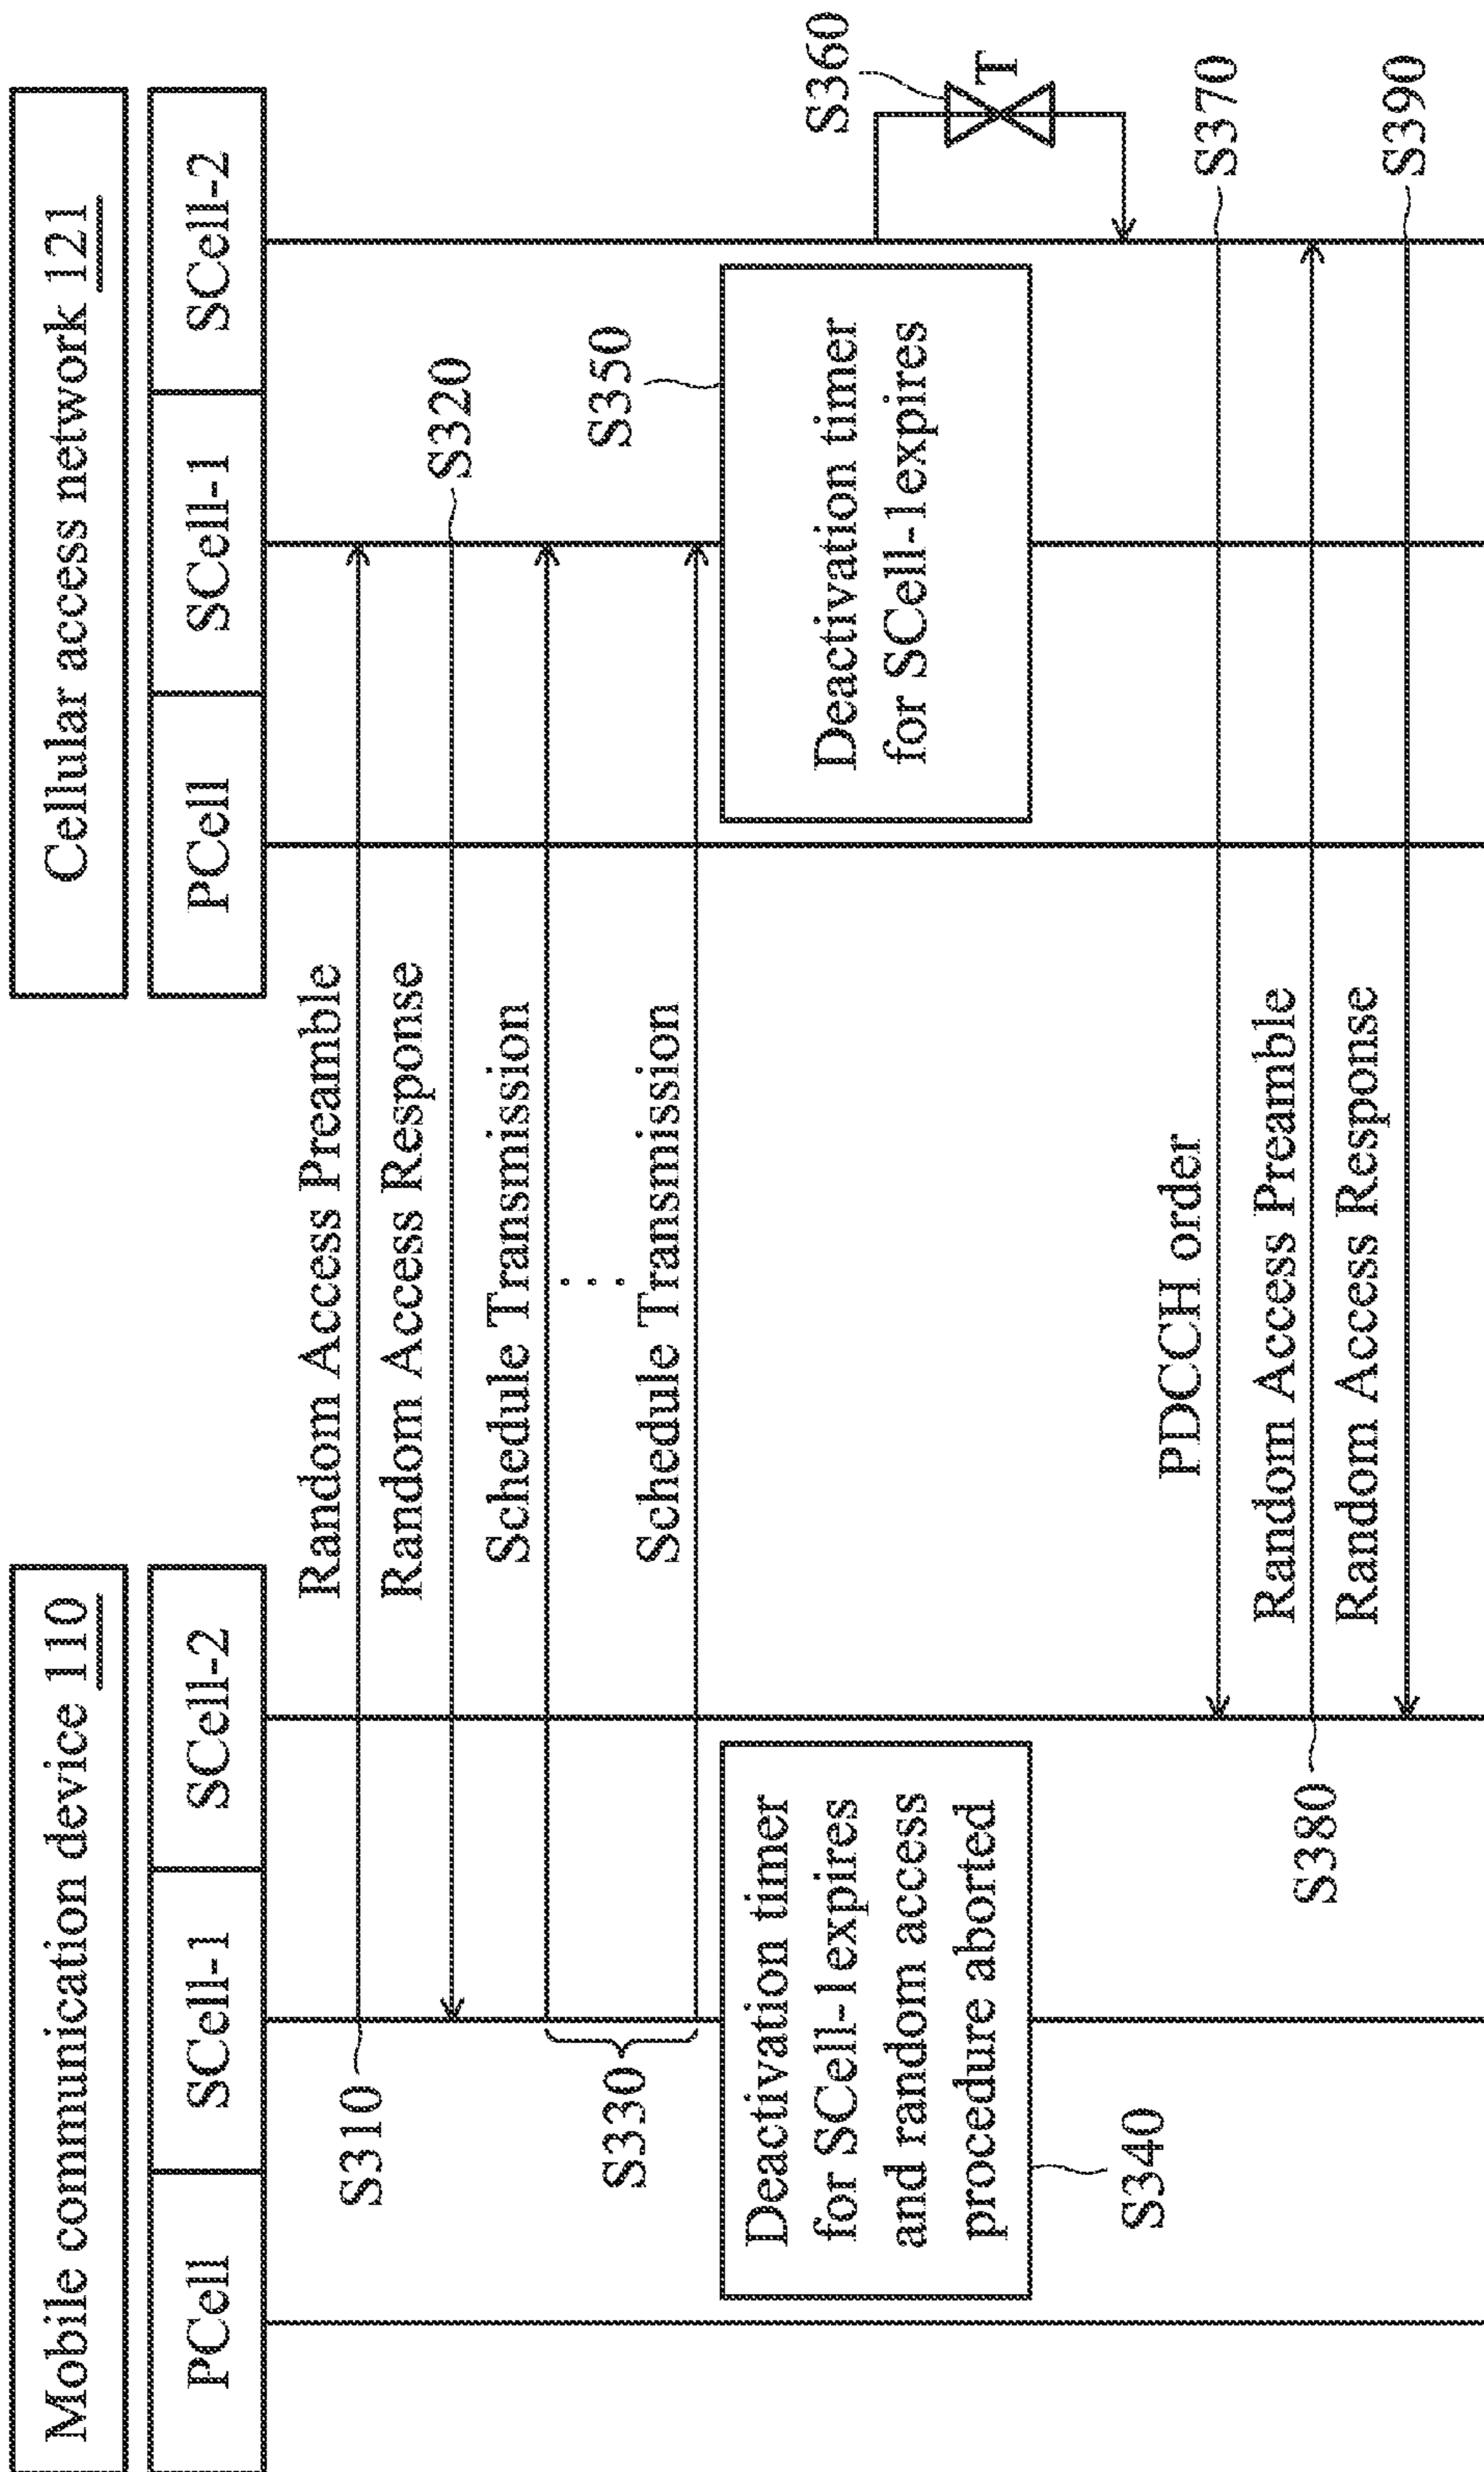 Mobile communication device 110
Cellular access network 121
PCell
SCell-1
SCell-2
PCell
SCell-1
SCell-2
S310
Random Access Preamble
Random Access Response
S320
S330
Schedule Transmission
⋮
Schedule Transmission
Deactivation timer
for SCell-1expires
and random access
procedure aborted
S340
S350
Deactivation timer
for SCell-1expires
S360
T
PDCCH order
S370
Random Access Preamble
S380
Random Access Response
S390